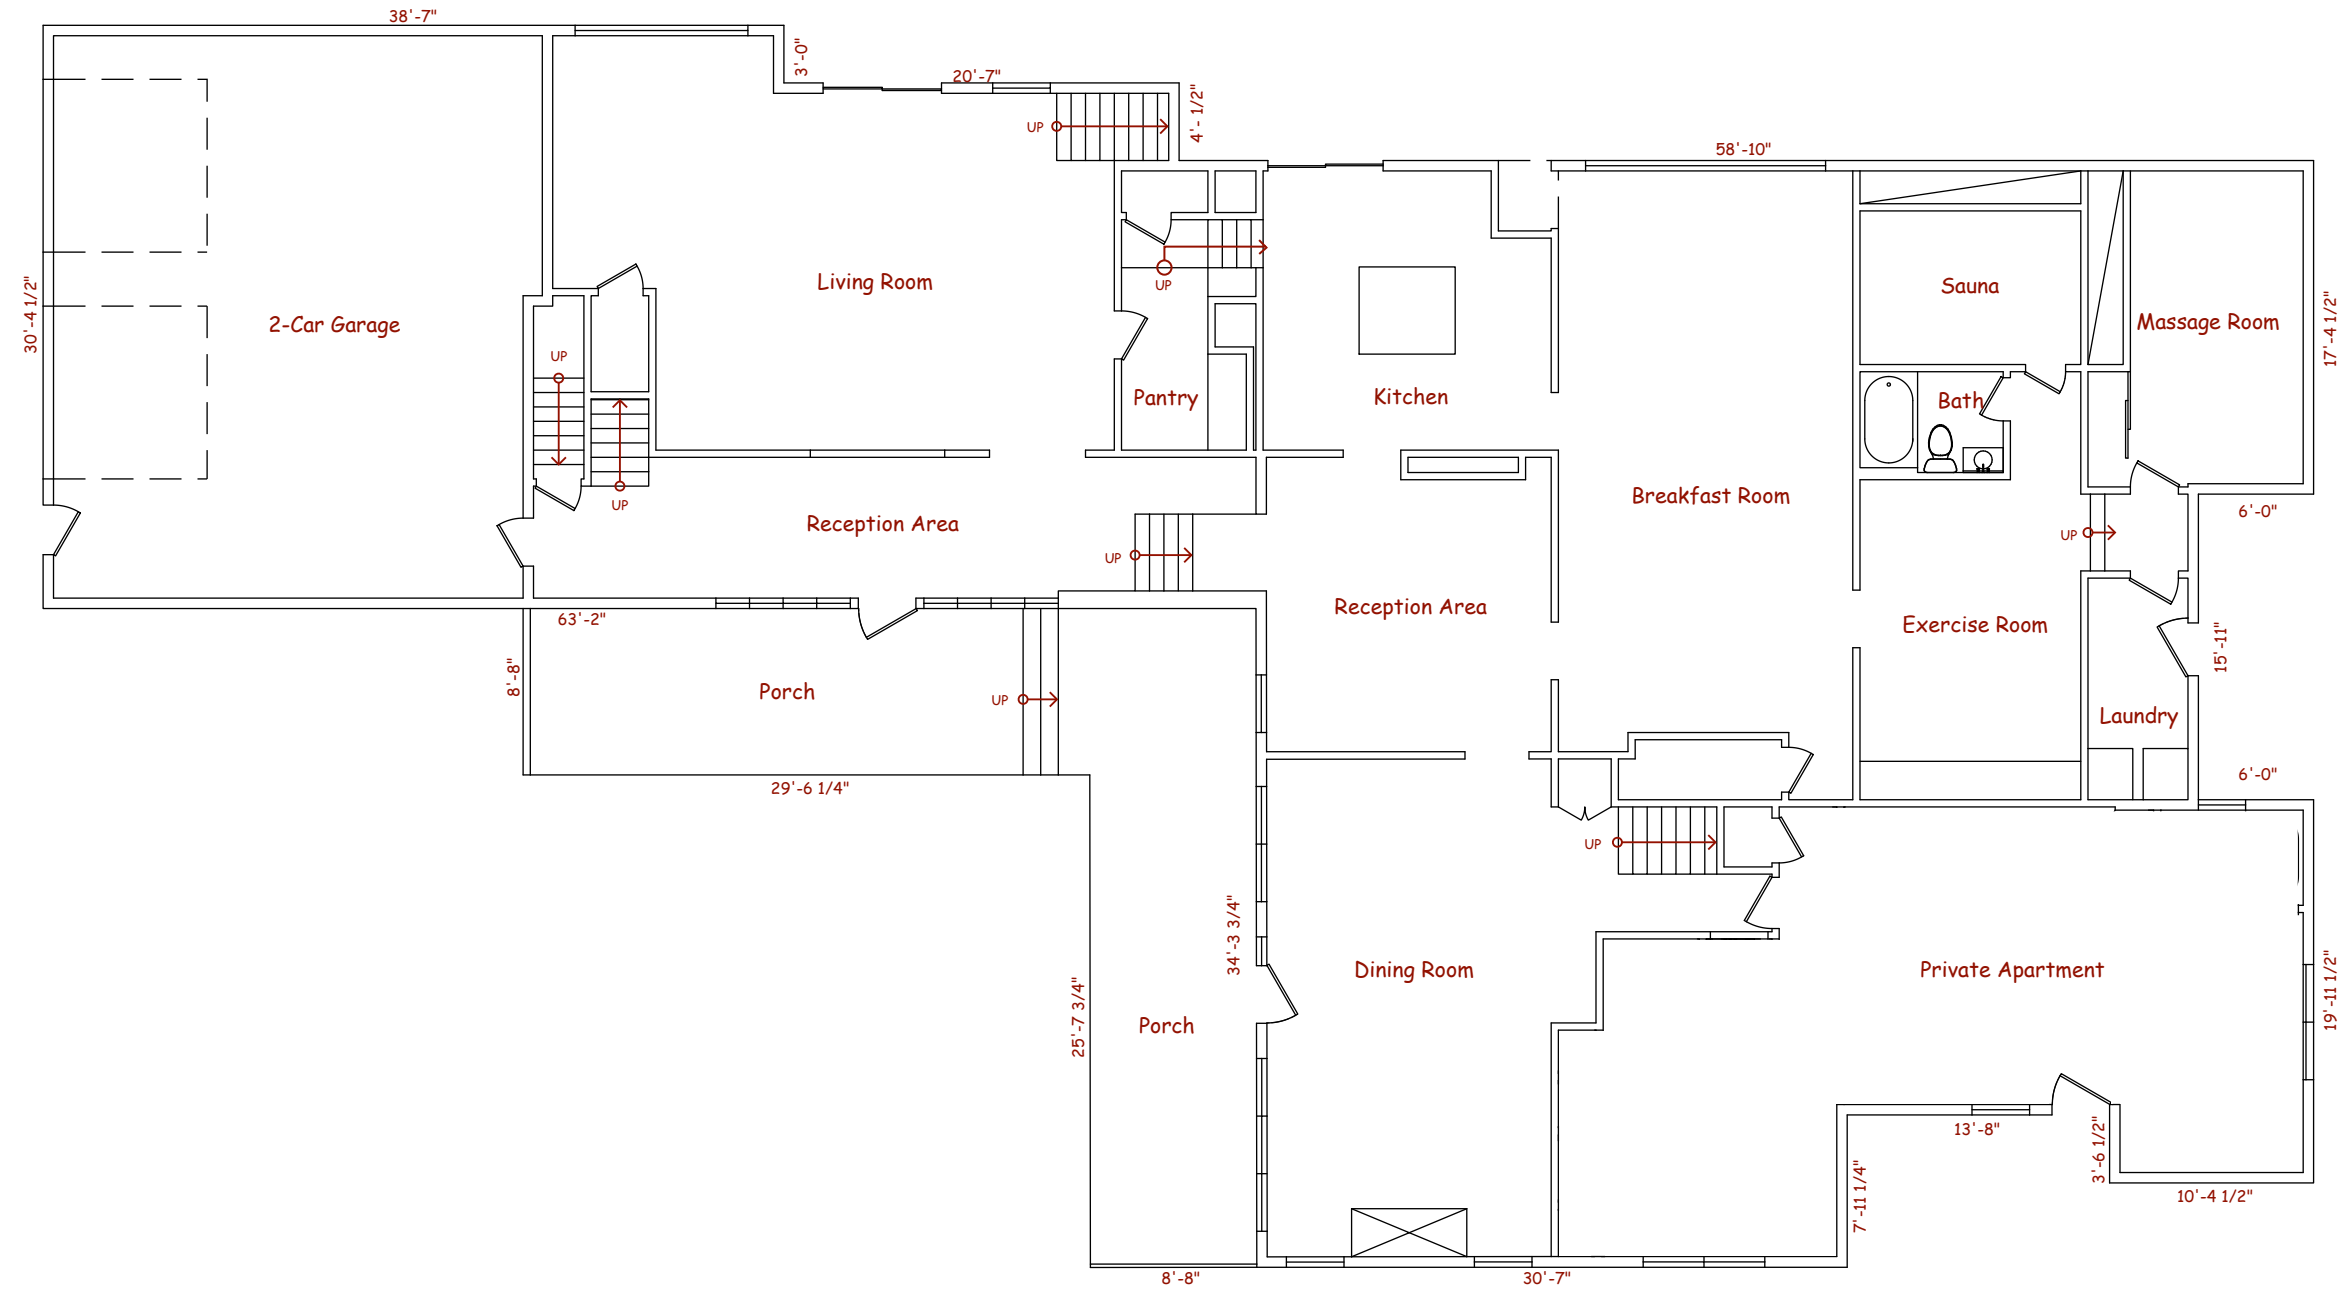 38'-7"
3'-0"
20'-7"
4'- 1/2"
58'-10"
30'-4 1/2"
17'-4 1/2"
UP
Living Room
UP
Sauna
2-Car Garage
Massage Room
UP
Pantry
Kitchen
Bath
Breakfast Room
UP
6'-0"
Reception Area
UP
UP
Reception Area
63'-2"
Exercise Room
15'-11"
8'-8"
Porch
UP
Laundry
29'-6 1/4"
6'-0"
UP
34'-3 3/4"
Dining Room
Private Apartment
19'-11 1/2"
25'-7 3/4"
Porch
13'-8"
3'-6 1/2"
7'-11 1/4"
10'-4 1/2"
8'-8"
30'-7"